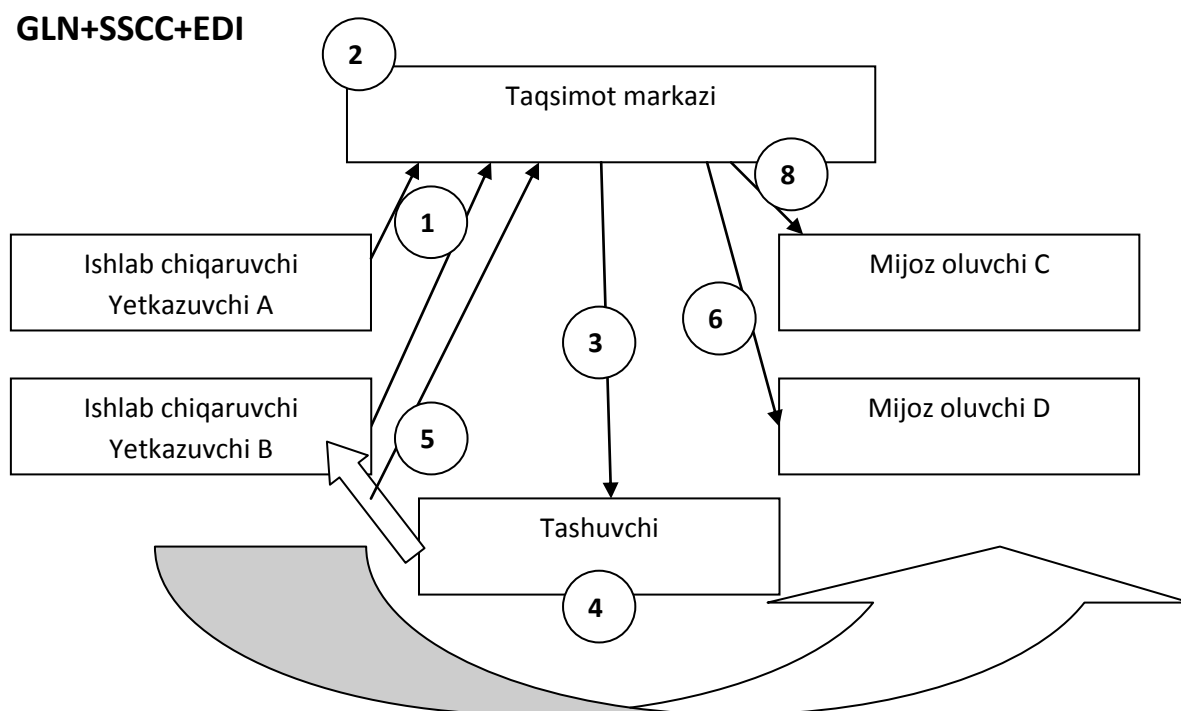 GLN+SSCC+EDI
2
Taqsimot markazi
8
1
Ishlab chiqaruvchi
Yetkazuvchi A
Mijoz oluvchi C
6
3
Ishlab chiqaruvchi
Yetkazuvchi B
Mijoz oluvchi D
5
Tashuvchi
4